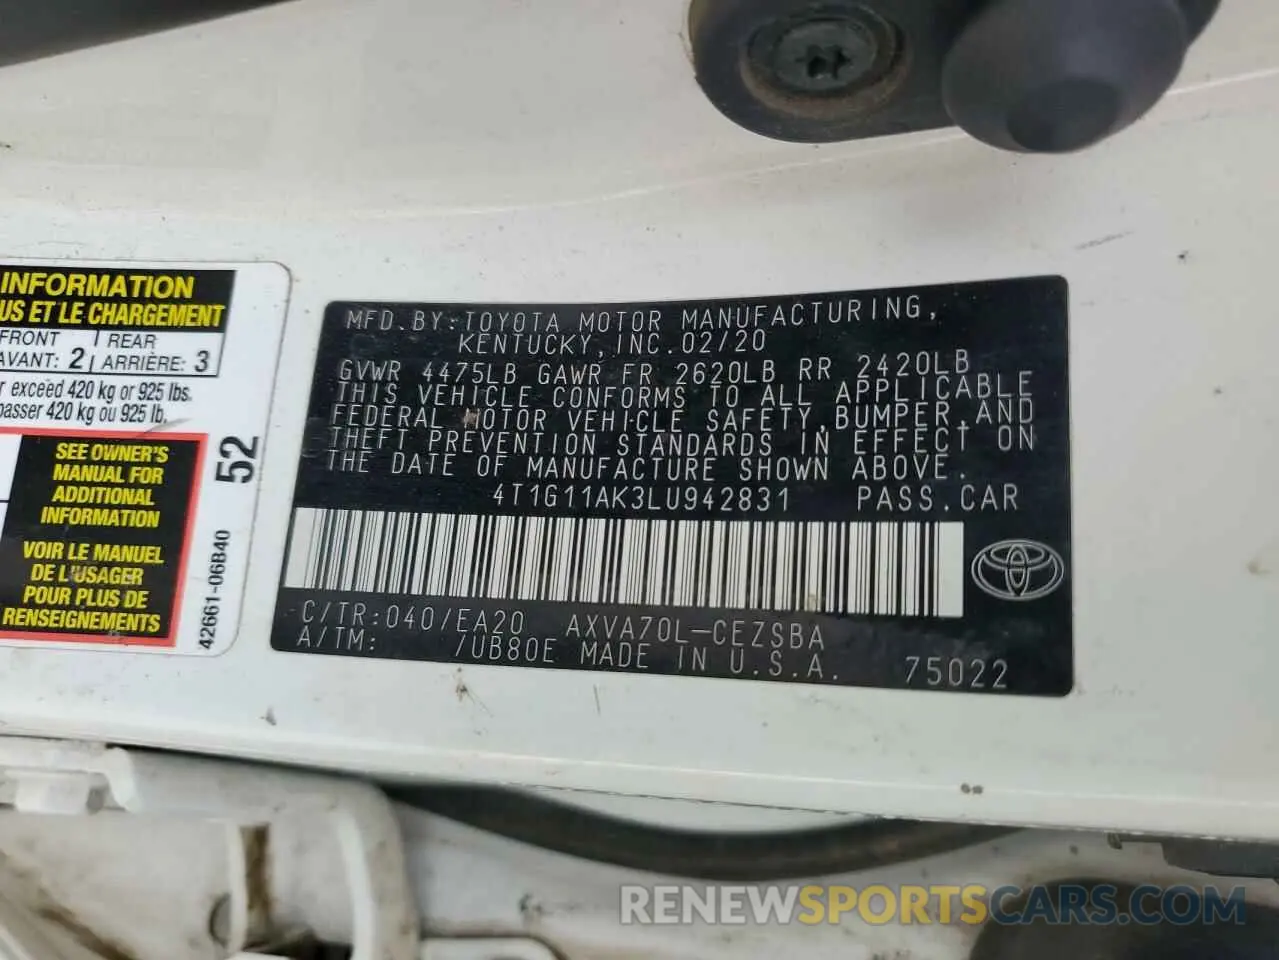 INFORMATION
US ET LE CHARGEMENT
FRONT REAR
AVANT: 2 ARRIÈRE: 3
exceed 420 kg or 925 lbs.
passer 420 kg ou 925 lb.
SEE OWNER'S
MANUAL FOR
ADDITIONAL
INFORMATION
VOIR LE MANUEL
DE L'USAGER
POUR PLUS DE
RENSEIGNEMENTS
52
42661-06B40
MFD.BY:TOYOTA MOTOR MANUFACTURING,
KENTUCKY,INC.02/20
GVWR 4475LB GAWR FR 2620LB RR 2420LB
THIS VEHICLE CONFORMS TO ALL APPLICABLE
FEDERAL MOTOR VEHICLE SAFETY,BUMPER,AND
THEFT PREVENTION STANDARDS IN EFFECT ON
THE DATE OF MANUFACTURE SHOWN ABOVE.
4T1G11AK3LU942831 PASS.CAR
C/TR:040/EA20 AXVA70L-CEZSBA
A/TM: /UB80E MADE IN U.S.A. 75022
RENEWSPORTSCARS.COM